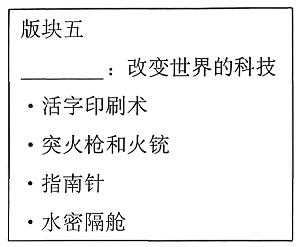 版块五
________：改变世界的科技
·活字印刷术
·突火枪和火铳
·指南针
·水密隔舱